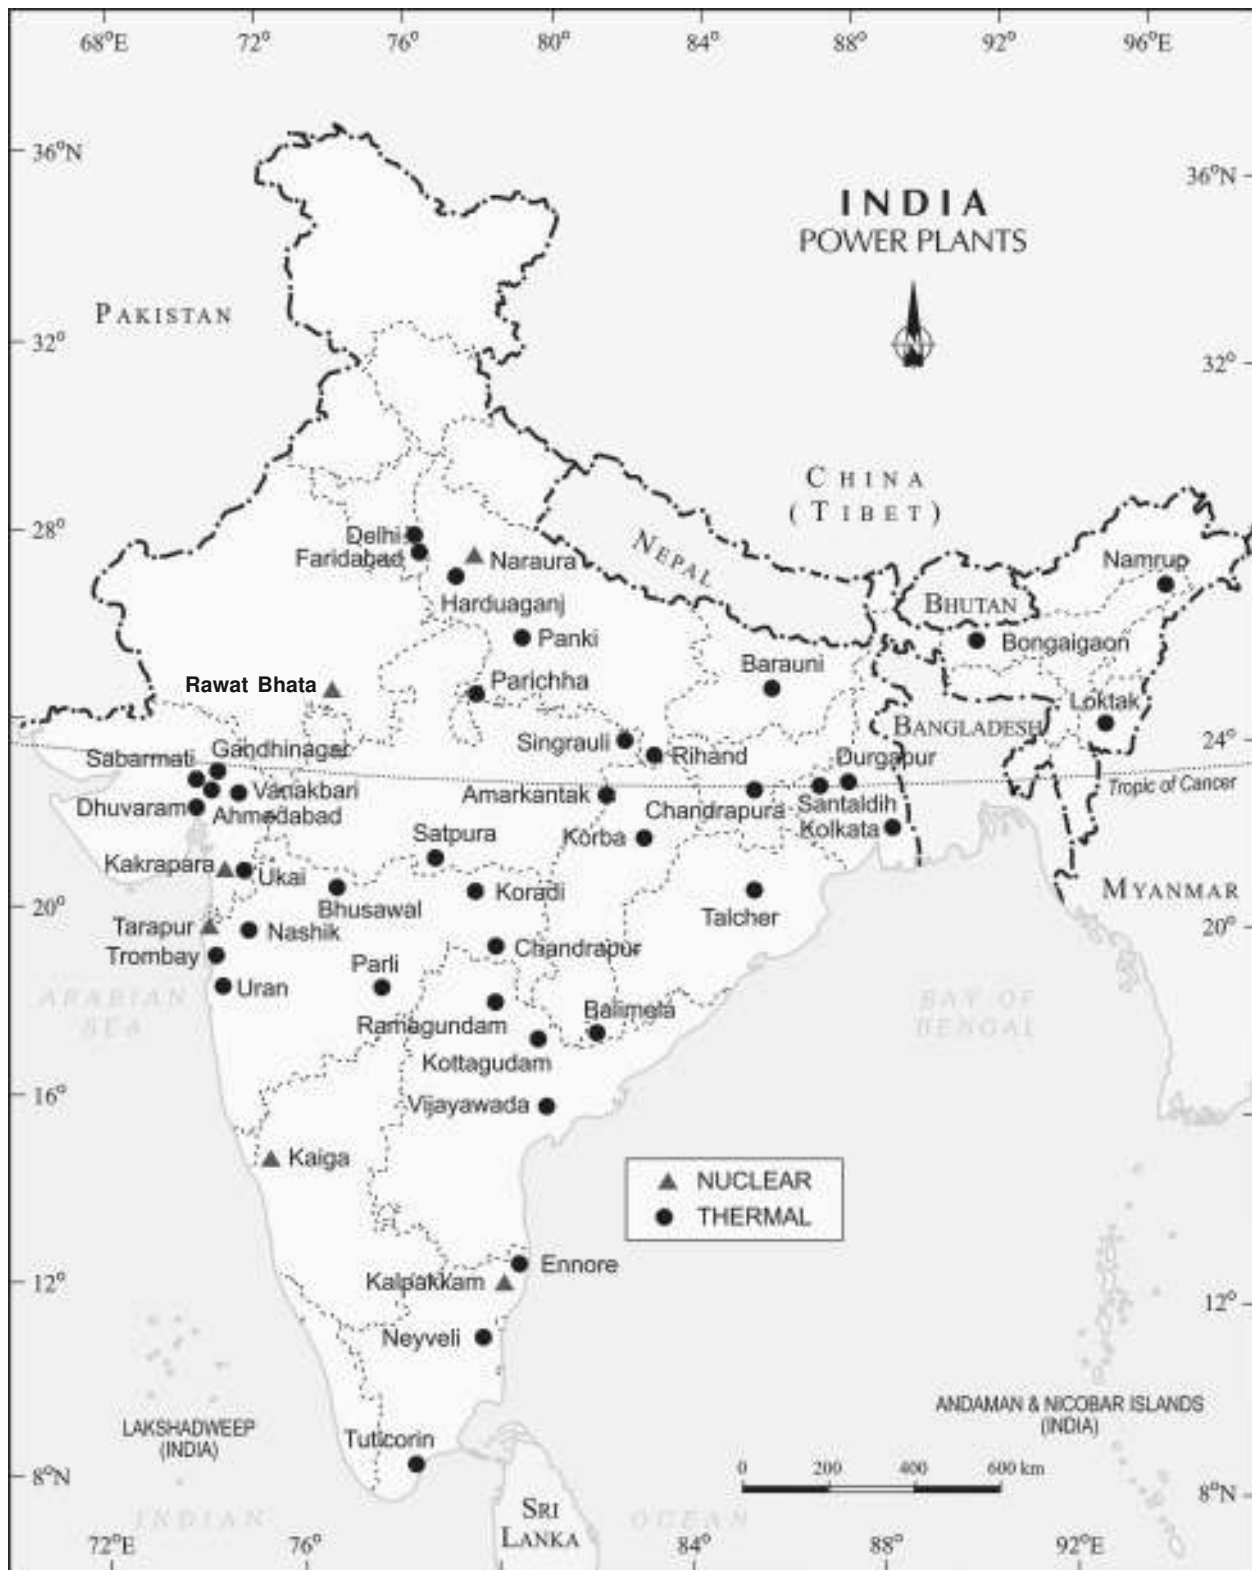 68°E 72° 76° 80° 84° 88° 92° 96°E
36°N
36°N
INDIA
POWER PLANTS
N
PAKISTAN
32°
32°
CHINA
(TIBET)
28°
Delhi
Faridabad
Naraura
NEPAL
Namrup
Harduaganj
BHUTAN
Panki
Bongaigaon
Barauni
Rawat Bhata
Parichha
Loktak
BANGLADESH
24°
Singrauli
Rihand
Durgapur
Gandhinagar
Sabarmati
Tropic of Cancer
Vanakbari
Amarkantak
Dhuvaram
Ahmedabad
Chandrapura
Santaldih
Kolkata
Satpura
Korba
Kakrapara
Ukai
MYANMAR
20°
Bhusawal
Koradi
Talcher
20°
Tarapur
Nashik
Chandrapur
Trombay
Parli
Uran
ARABIAN
SEA
BAY OF
BENGAL
Ramagundam
Balimela
Kottagudam
16°
Vijayawada
Kaiga
NUCLEAR
THERMAL
Ennore
12°
Kalpakkam
12°
Neyveli
LAKSHADWEEP
(INDIA)
ANDAMAN & NICOBAR ISLANDS
(INDIA)
Tuticorin
8°N
0 200 400 600 km
8°N
INDIAN
OCEAN
SRI
LANKA
72°E 76° 80° 84° 88° 92°E